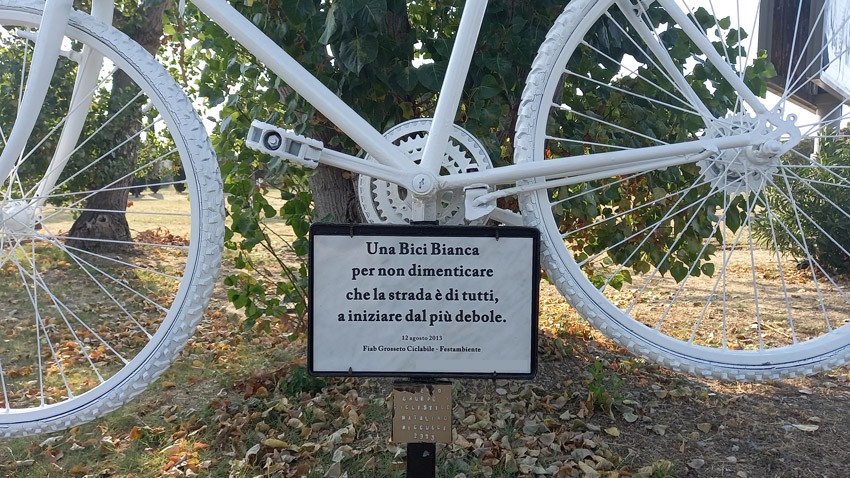 Una Bici Bianca
per non dimenticare
che la strada è di tutti,
a iniziare dal più debole.
12 agosto 2013
Fiab Grosseto Ciclabile - Festambiente